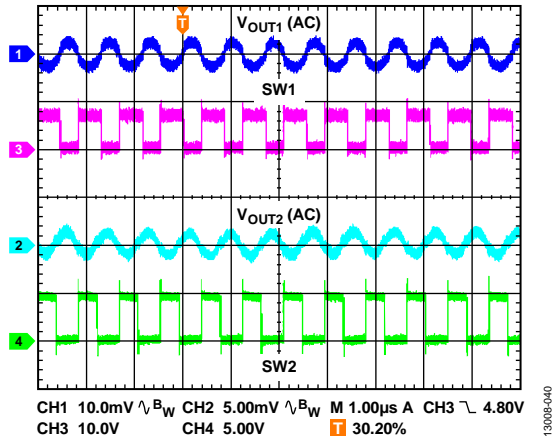 T
VOUT1 (AC)
1
SW1
3
VOUT2 (AC)
2
4
SW2
CH1 10.0mV ∿ BW CH2 5.00mV ∿ BW M 1.00µs A CH3 ﹨ 4.80V
CH3 10.0V CH4 5.00V T 30.20%
13008-040